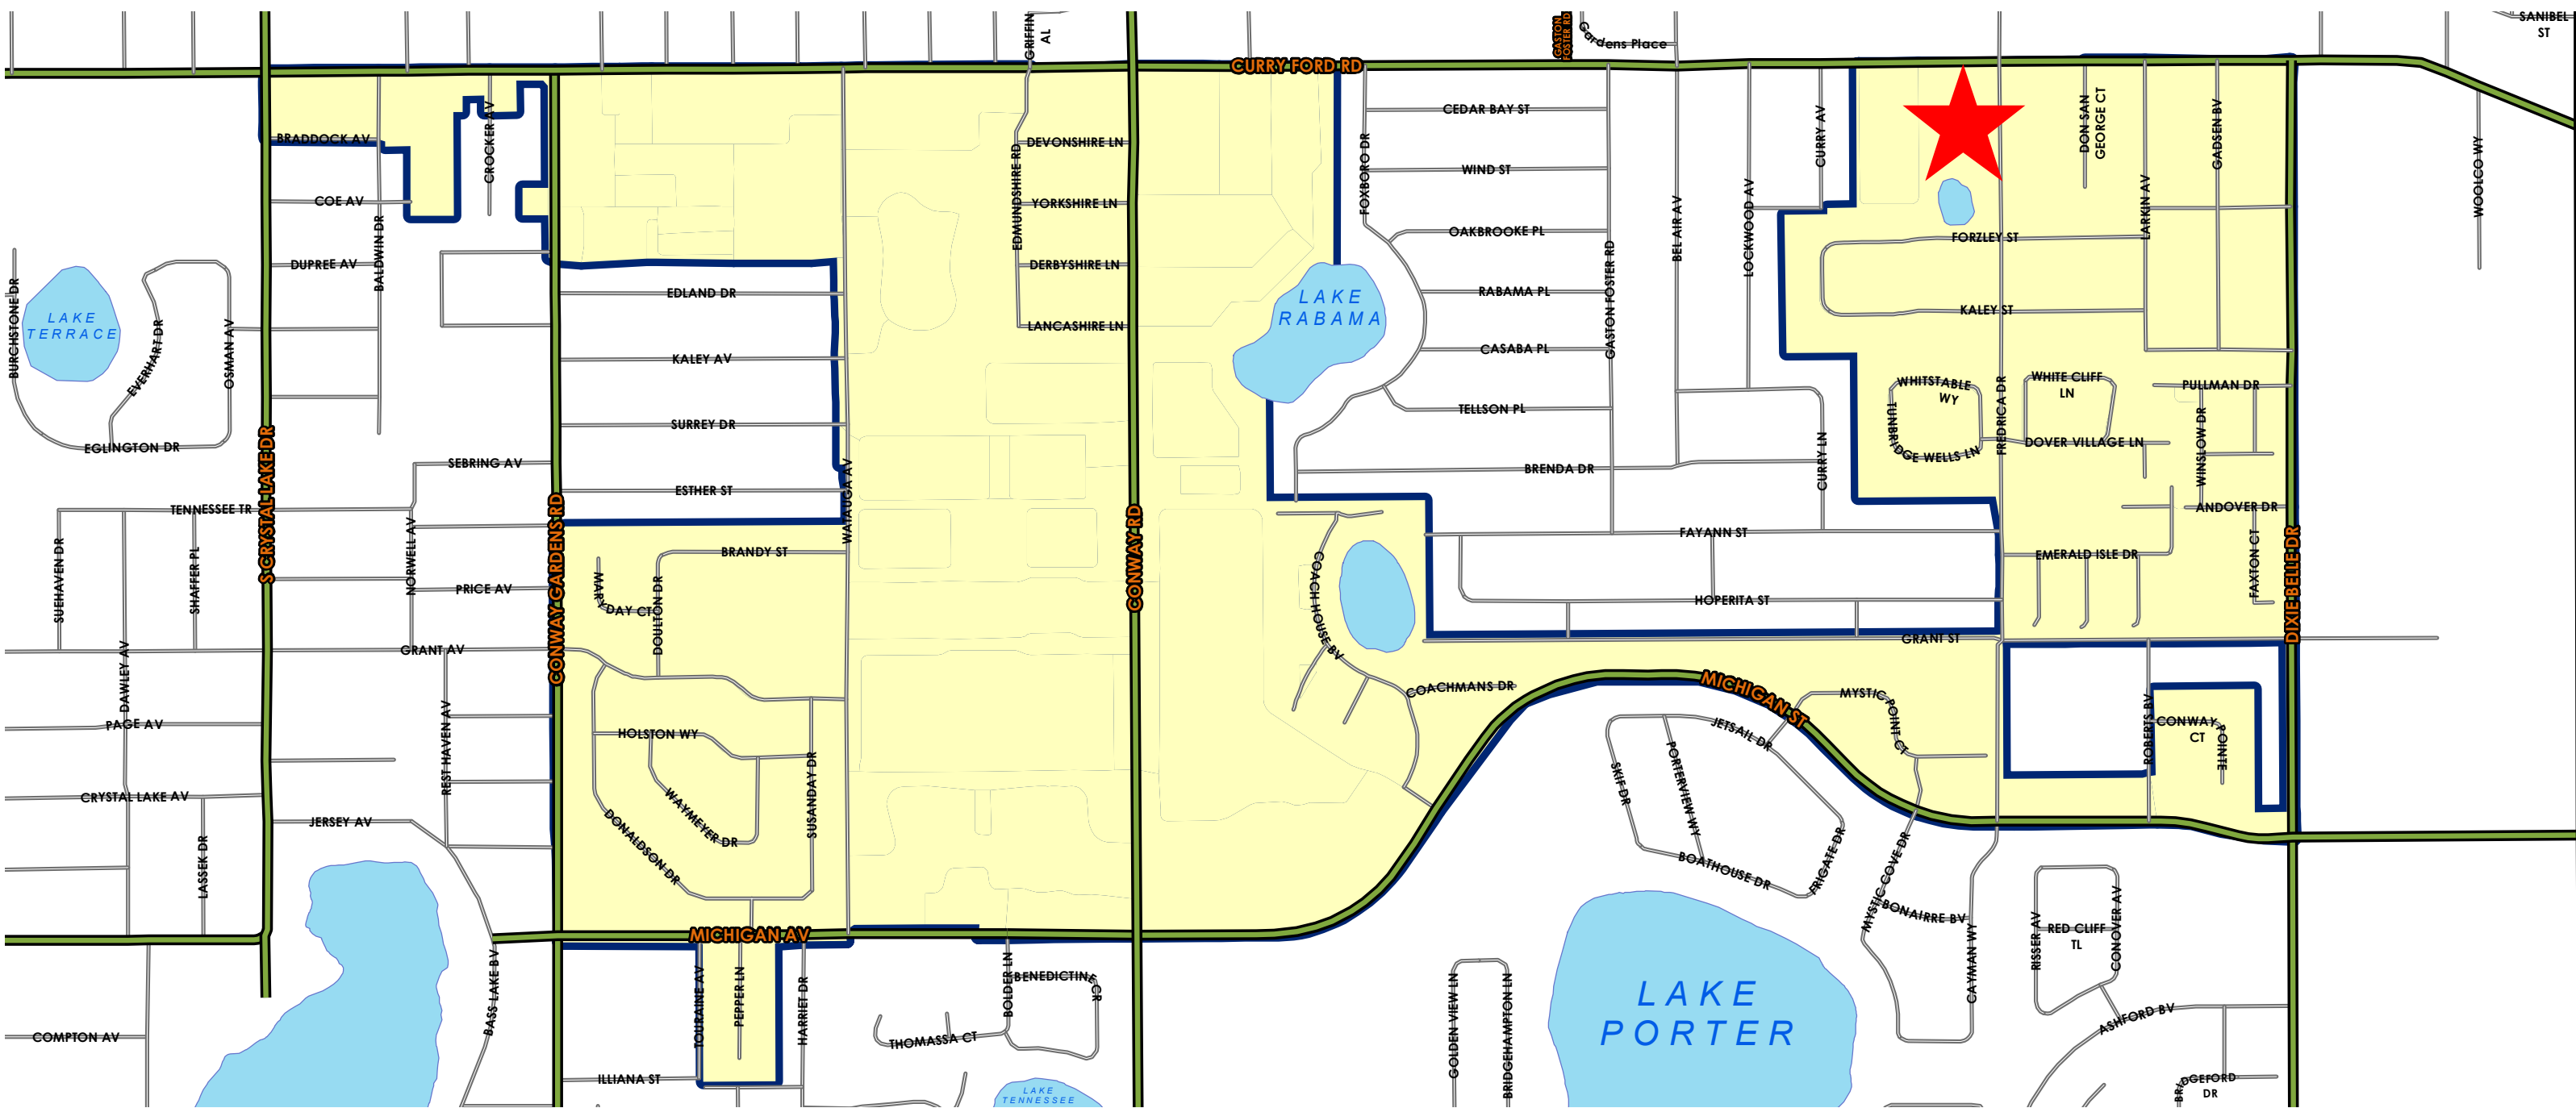 SANIBEL
ST
GRIFFIN
AL
GASTON
FOSTER RD
Gardens Place
CURRY FORD RD
BRADDOCK AV
CROCKER AV
COE AV
BALDWIN DR
DUPREE AV
BURCHSTONE DR
LAKE
TERRACE
EVERHART DR
OSMAN AV
EGLINGTON DR
S CRYSTAL LAKE DR
SEBRING AV
TENNESSEE TR
SUEHAVEN DR
SHAFFER PL
NORWELL AV
PRICE AV
DAWLEY AV
GRANT AV
PAGE AV
REST HAVEN AV
CRYSTAL LAKE AV
JERSEY AV
LASSEK DR
COMPTON AV
BASS LAKE BV
CONWAY GARDENS RD
EDLAND DR
KALEY AV
SURREY DR
ESTHER ST
WATAUGA AV
BRANDY ST
MARY
DAY CT
DOULTON DR
HOLSTON WY
WAYMEYER DR
SUSANDAY DR
DONALDSON DR
MICHIGAN AV
TOURAINE AV
PEPPER LN
HARRIET DR
ILLIANA ST
THOMASSA CT
BOLDER LN
BENEDICTINE CR
LAKE
TENNESSEE
EDMUNDSHIRE RD
DEVONSHIRE LN
YORKSHIRE LN
DERBYSHIRE LN
LANCASHIRE LN
CONWAY RD
LAKE
RABAMA
FOXBORO DR
CEDAR BAY ST
WIND ST
OAKBROOKE PL
RABAMA PL
CASABA PL
TELLSON PL
GASTON FOSTER RD
BEL AIR AV
LOCKWOOD AV
CURRY AV
BRENDA DR
CURRY LN
FAYANN ST
HOPERITA ST
GRANT ST
COACH HOUSE BV
COACHMANS DR
MICHIGAN ST
MYSTIC POINT CT
JETSAIL DR
SKIF DR
PORTERVIEW WY
BOATHOUSE DR
FRIGATE DR
MYSTIC COVE DR
BONAIRRE BV
CAYMAN WY
LAKE
PORTER
GOLDEN VIEW LN
BRIDGEHAMPTON LN
DON SAN
GEORGE CT
GADSEN BV
LARKIN AV
FORZLEY ST
KALEY ST
WHITSTABLE
WY
WHITE CLIFF
LN
TUNBRIDGE WELLS LN
FREDRICA DR
DOVER VILLAGE LN
PULLMAN DR
WINSLOW DR
ANDOVER DR
EMERALD ISLE DR
FAXTON CT
DIXIE BELLE DR
ROBERTS BV
CONWAY POINTE
CT
WOOLCO WY
RISSER AV
RED CLIFF
TL
CONOVER AV
ASHFORD BV
BRIDGEFORD
DR